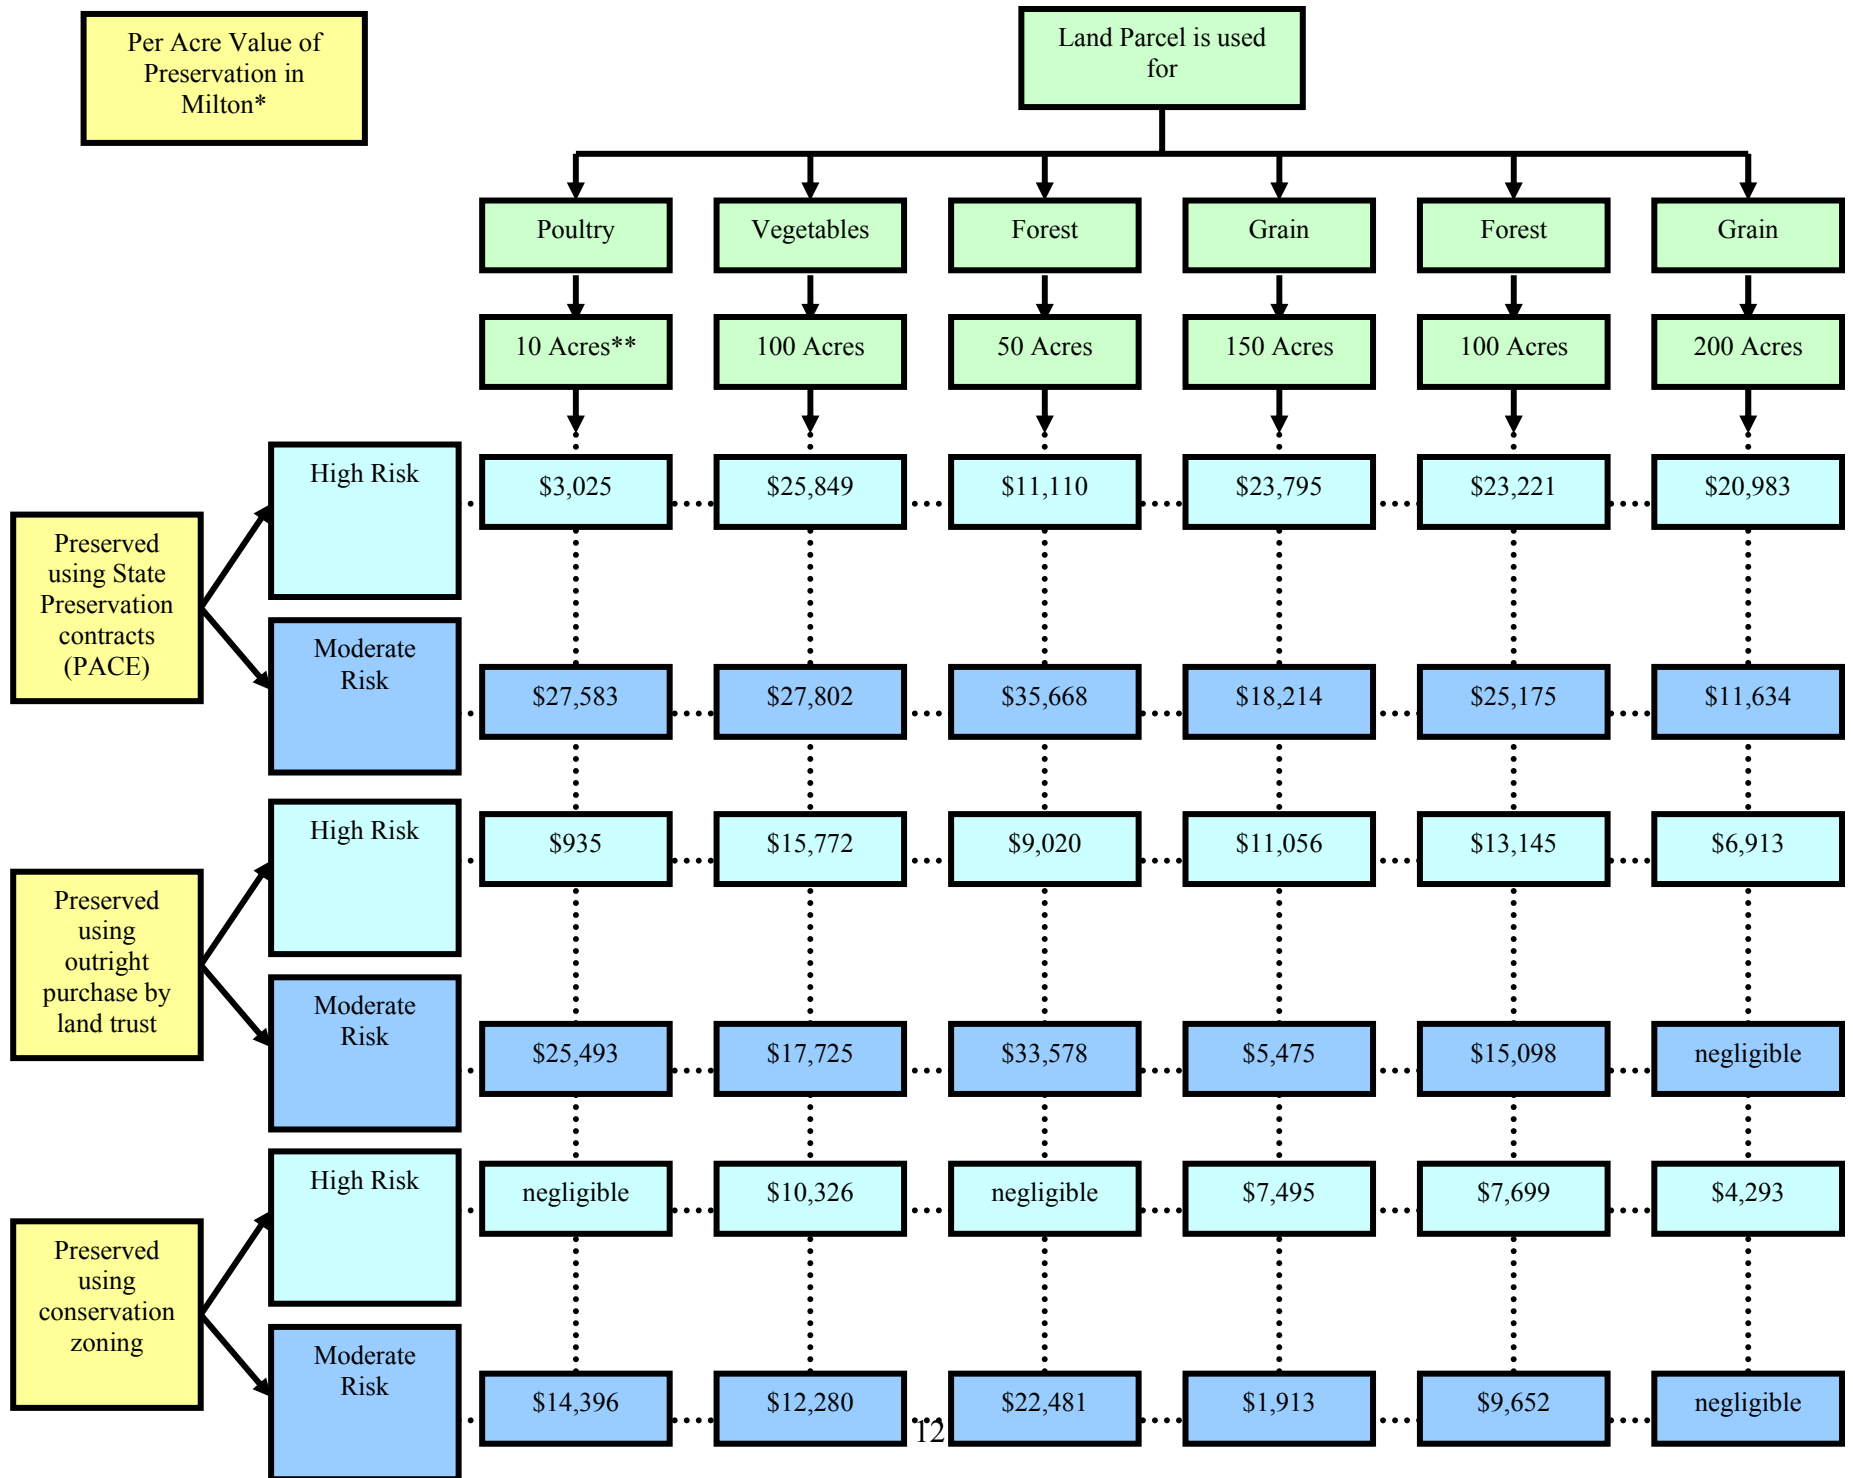 Per Acre Value of
Preservation in
Milton*
Land Parcel is used
for
Poultry
Vegetables
Forest
Grain
Forest
Grain
10 Acres**
100 Acres
50 Acres
150 Acres
100 Acres
200 Acres
Preserved
using State
Preservation
contracts
(PACE)
High Risk
$3,025
$25,849
$11,110
$23,795
$23,221
$20,983
Moderate
Risk
$27,583
$27,802
$35,668
$18,214
$25,175
$11,634
Preserved
using
outright
purchase by
land trust
High Risk
$935
$15,772
$9,020
$11,056
$13,145
$6,913
Moderate
Risk
$25,493
$17,725
$33,578
$5,475
$15,098
negligible
Preserved
using
conservation
zoning
High Risk
negligible
$10,326
negligible
$7,495
$7,699
$4,293
Moderate
Risk
$14,396
$12,280
$22,481
$1,913
$9,652
negligible
12